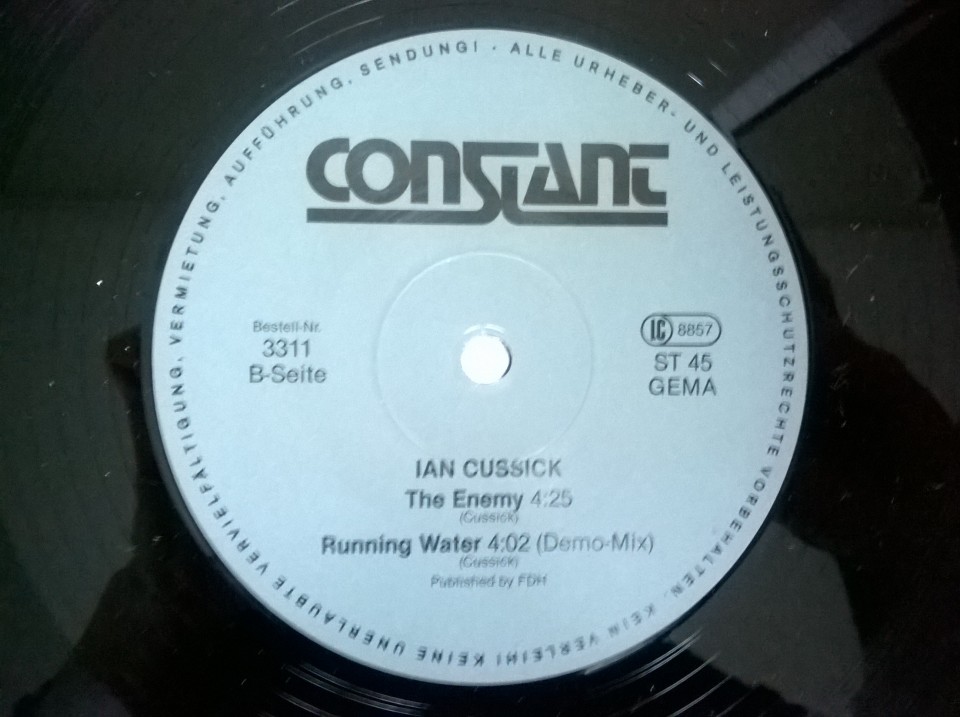 ALLE URHEBER- UND LEISTUNGSSCHUTZRECHTE VORBEHALTEN. KEIN VERLEIH! KEINE UNERLAUBTE VERVIELFÄLTIGUNG, VERMIETUNG, AUFFÜHRUNG, SENDUNG! ·
CONSTANT
Bestell-Nr.
3311
B-Seite
LC 8857
ST 45
GEMA
IAN CUSSICK
The Enemy 4:25
(Cussick)
Running Water 4:02 (Demo-Mix)
(Cussick)
Published by FDH